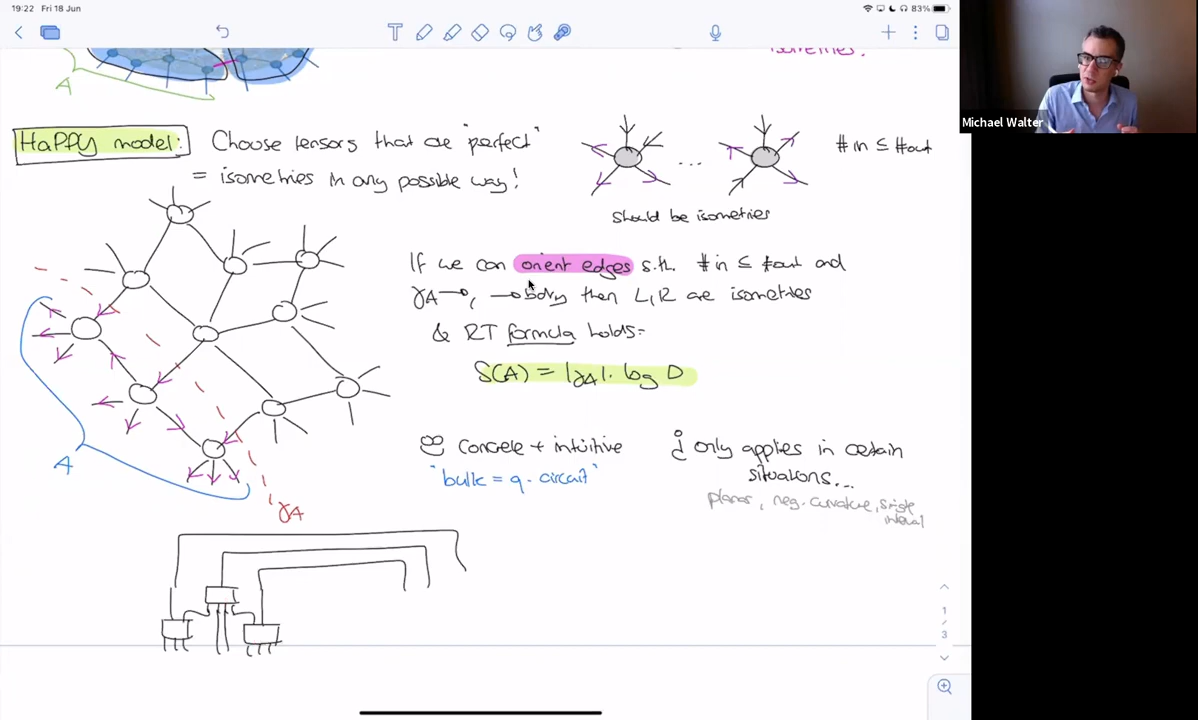 19:22 Fri 18 Jun
83%
isometries.
A
HaPPY model:
Choose tensors that are "perfect"
= isometries in any possible way!
...
# in ≤ #out
should be isometries
If we can orient edges s.th. # in ≤ #out and
γA→, →bdry then L,R are isometries
& RT formula holds:
S(A) = |γA|· log D
A
γA
concrete + intuitive
"bulk = q. circuit"
only applies in certain
situations...
planar, neg. curvature, single
interval
Michael Walter
1
/
3